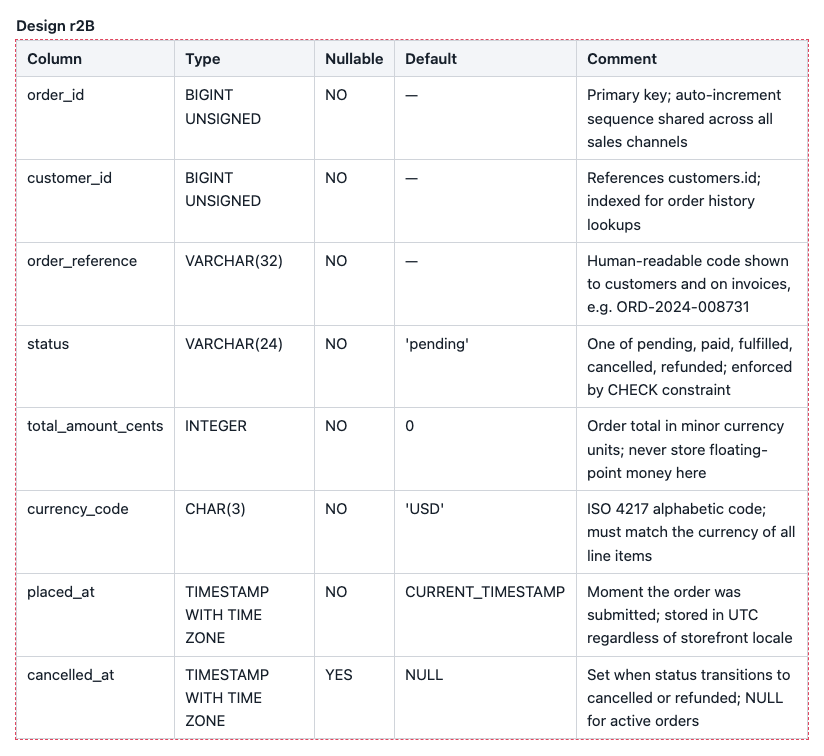 Design r2B
Column Type Nullable Default Comment
order_id BIGINT NO — Primary key; auto-increment
UNSIGNED sequence shared across all
sales channels
customer_id BIGINT NO — References customers.id;
UNSIGNED indexed for order history
lookups
order_reference VARCHAR(32) NO — Human-readable code shown
to customers and on invoices,
e.g. ORD-2024-008731
status VARCHAR(24) NO 'pending' One of pending, paid, fulfilled,
cancelled, refunded; enforced
by CHECK constraint
total_amount_cents INTEGER NO 0 Order total in minor currency
units; never store floating-
point money here
currency_code CHAR(3) NO 'USD' ISO 4217 alphabetic code;
must match the currency of all
line items
placed_at TIMESTAMP NO CURRENT_TIMESTAMP Moment the order was
WITH TIME submitted; stored in UTC
ZONE regardless of storefront locale
cancelled_at TIMESTAMP YES NULL Set when status transitions to
WITH TIME cancelled or refunded; NULL
ZONE for active orders